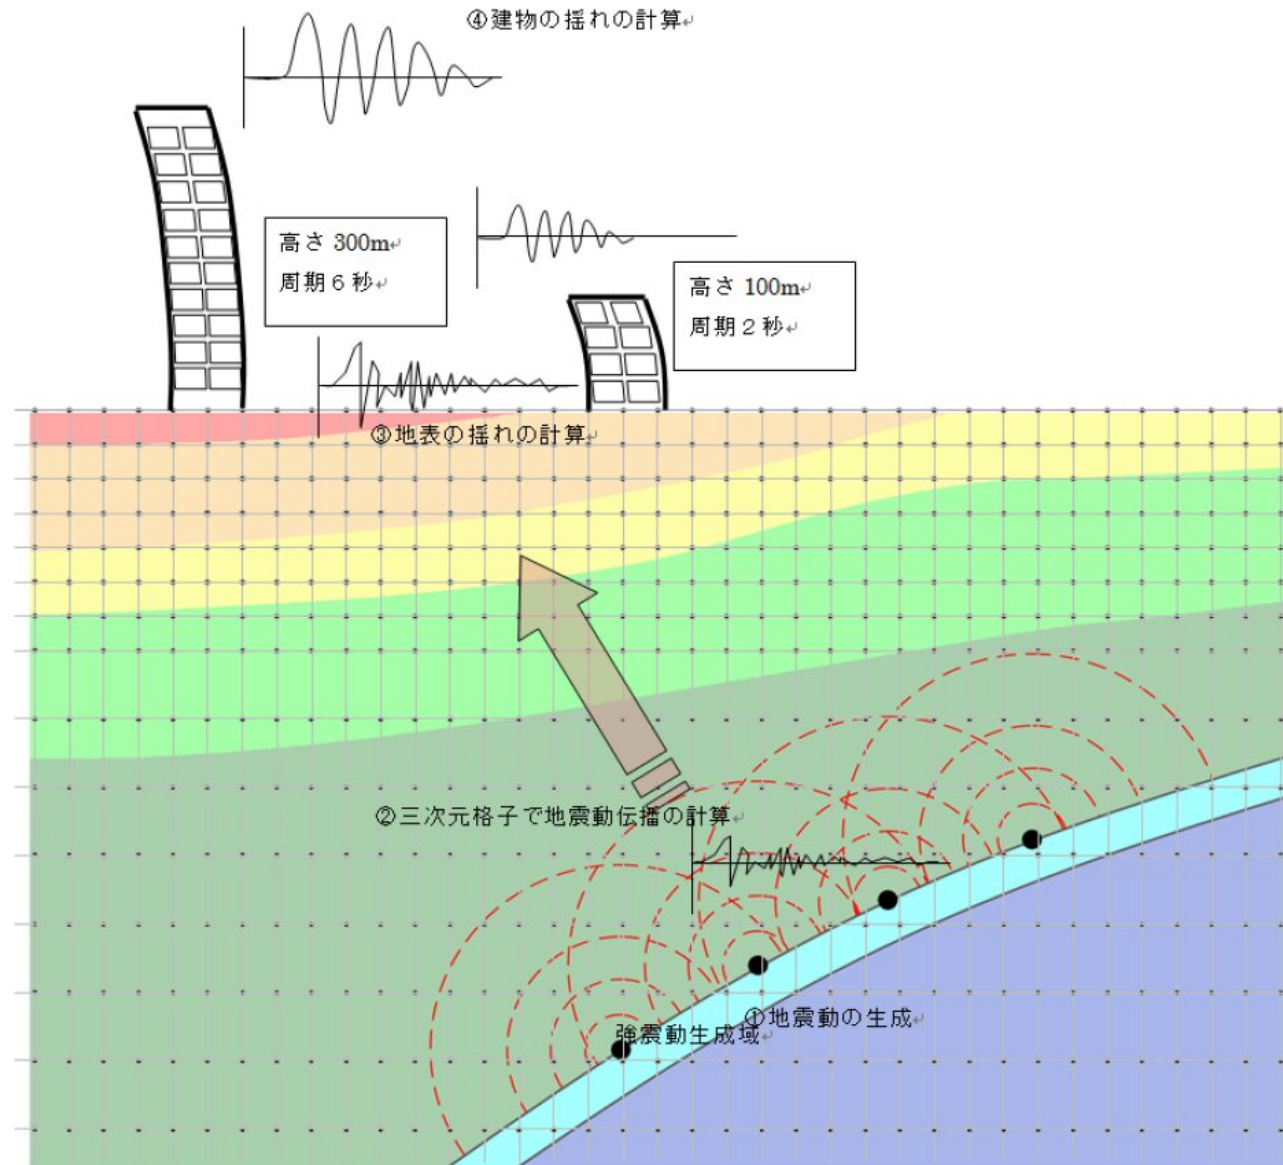 ④建物の揺れの計算↵
高さ 300m↵
周期６秒↵
高さ 100m↵
周期２秒↵
③地表の揺れの計算↵
②三次元格子で地震動伝播の計算↵
①地震動の生成↵
強震動生成域↵